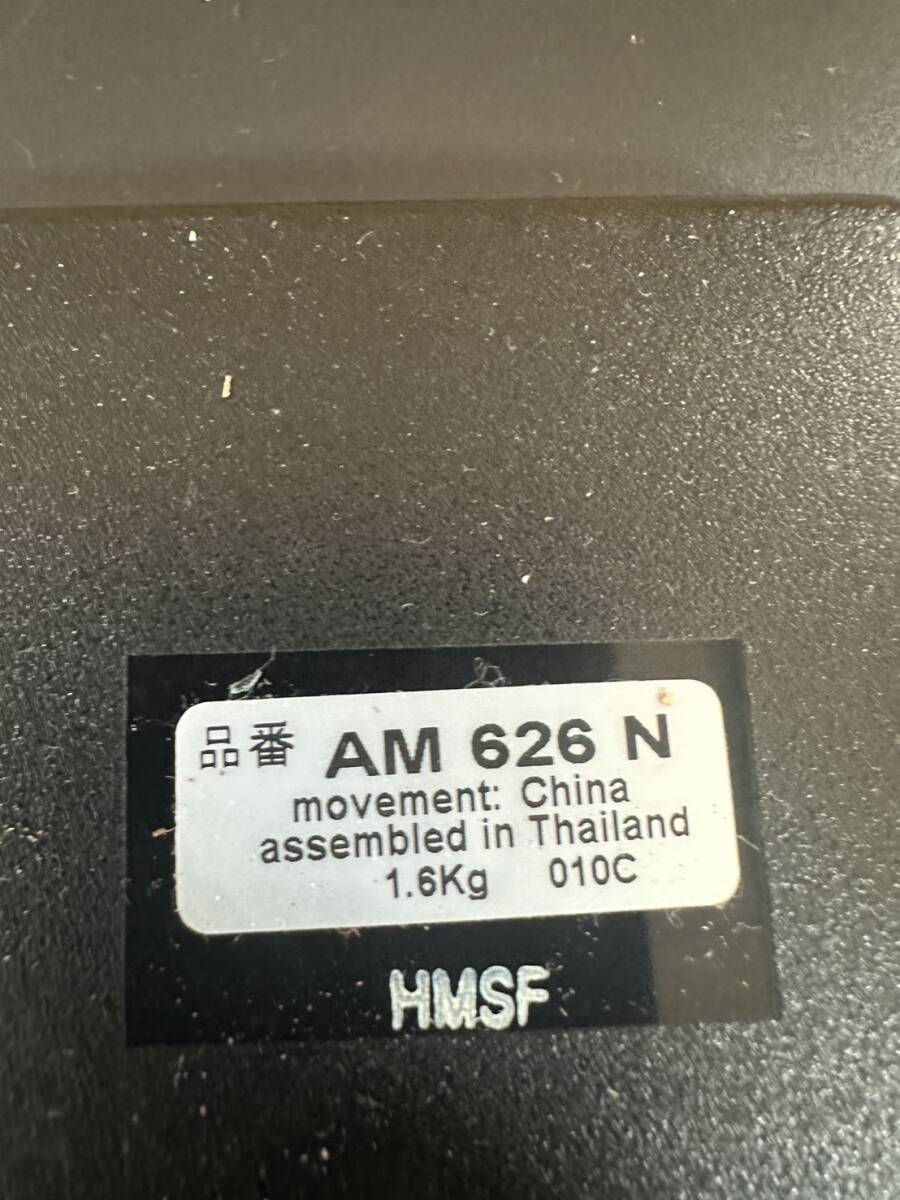 品番 AM 626 N
movement: China
assembled in Thailand
1.6Kg 010C
HMSF